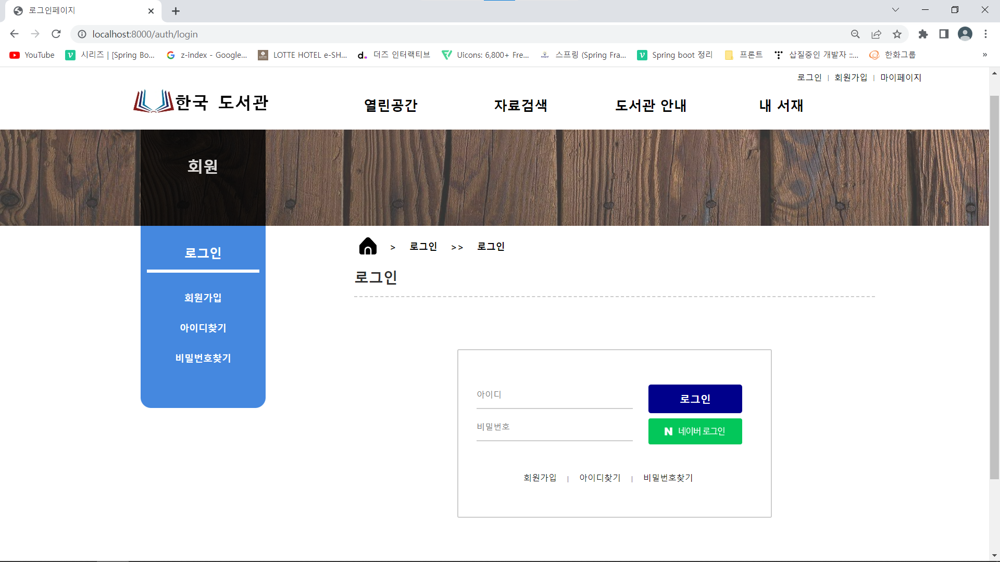 로그인페이지
localhost:8000/auth/login
YouTube 시리즈 | [Spring Bo... z-index - Google... LOTTE HOTEL e-SH... 더즈 인터랙티브 Uicons: 6,800+ Fre... 스프링 (Spring Fra... Spring boot 정리 프론트 삽질중인 개발자 ::... 한화그룹 »
로그인 | 회원가입 | 마이페이지
한국 도서관 열린공간 자료검색 도서관 안내 내 서재
회원
로그인
회원가입
아이디찾기
비밀번호찾기
> 로그인 >> 로그인
로그인
아이디 로그인
비밀번호 N 네이버 로그인
회원가입 | 아이디찾기 | 비밀번호찾기